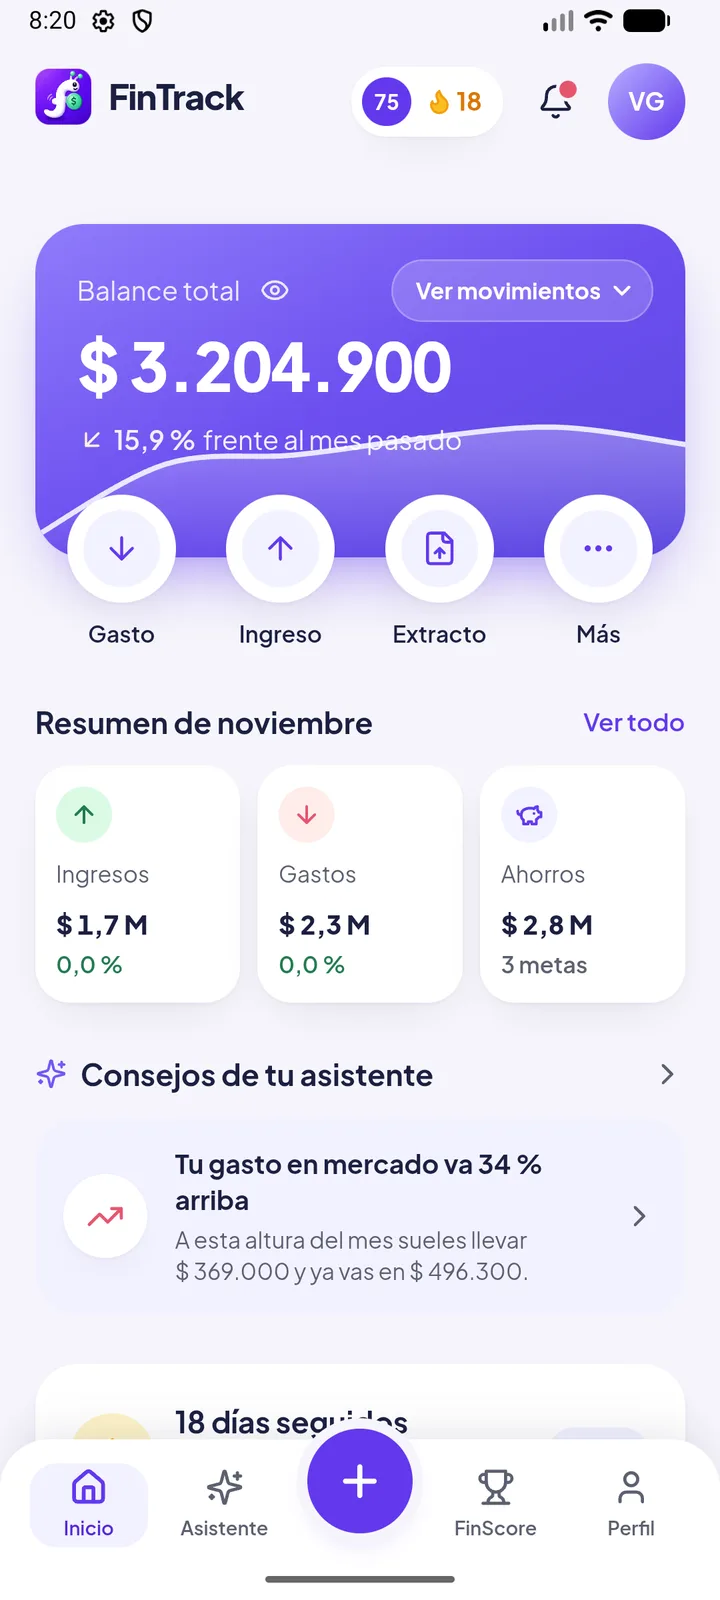 8:20
FinTrack
75
18
VG
Balance total
Ver movimientos
$ 3.204.900
15,9 % frente al mes pasado
Gasto
Ingreso
Extracto
Más
Resumen de noviembre
Ver todo
Ingresos
$ 1,7 M
0,0 %
Gastos
$ 2,3 M
0,0 %
Ahorros
$ 2,8 M
3 metas
Consejos de tu asistente
Tu gasto en mercado va 34 %
arriba
A esta altura del mes sueles llevar
$ 369.000 y ya vas en $ 496.300.
18 días seguidos
Inicio
Asistente
FinScore
Perfil